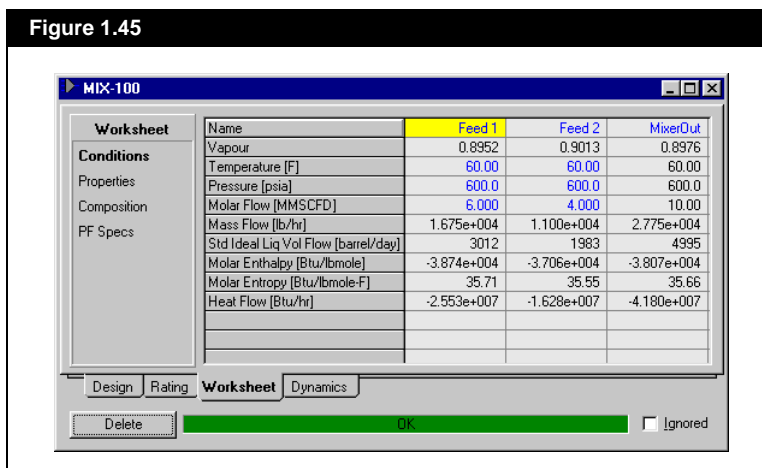 Figure 1.45
MIX-100
Worksheet
Conditions
Properties
Composition
PF Specs
Name Feed 1 Feed 2 MixerOut
Vapour 0.8952 0.9013 0.8976
Temperature [F] 60.00 60.00 60.00
Pressure [psia] 600.0 600.0 600.0
Molar Flow [MMSCFD] 6.000 4.000 10.00
Mass Flow [lb/hr] 1.675e+004 1.100e+004 2.775e+004
Std Ideal Liq Vol Flow [barrel/day] 3012 1983 4995
Molar Enthalpy [Btu/lbmole] -3.874e+004 -3.706e+004 -3.807e+004
Molar Entropy [Btu/lbmole-F] 35.71 35.55 35.66
Heat Flow [Btu/hr] -2.553e+007 -1.628e+007 -4.180e+007
Design Rating Worksheet Dynamics
Delete OK Ignored